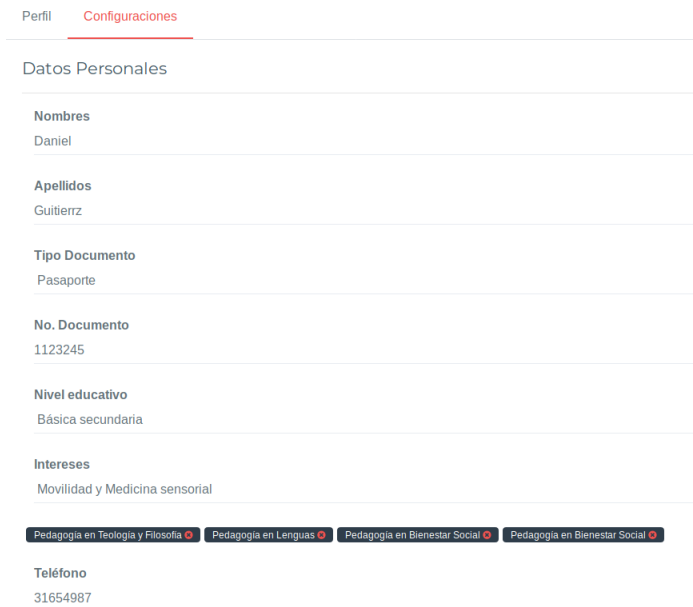 Perfil Configuraciones
Datos Personales
Nombres
Daniel
Apellidos
Guitierrz
Tipo Documento
Pasaporte
No. Documento
1123245
Nivel educativo
Básica secundaria
Intereses
Movilidad y Medicina sensorial
Pedagogía en Teología y Filosofia Pedagogía en Lenguas Pedagogía en Bienestar Social Pedagogía en Bienestar Social
Teléfono
31654987